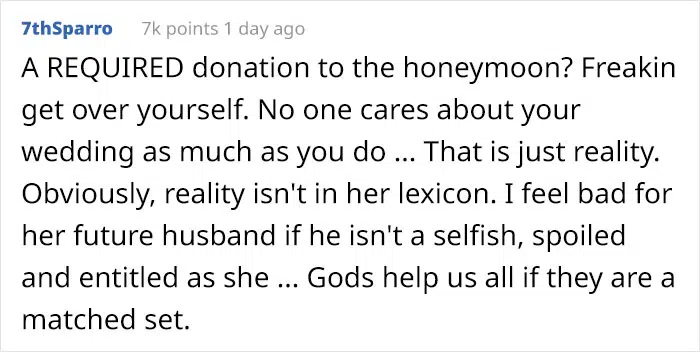 7thSparro 7k points 1 day ago
A REQUIRED donation to the honeymoon? Freakin
get over yourself. No one cares about your
wedding as much as you do ... That is just reality.
Obviously, reality isn't in her lexicon. I feel bad for
her future husband if he isn't a selfish, spoiled
and entitled as she ... Gods help us all if they are a
matched set.